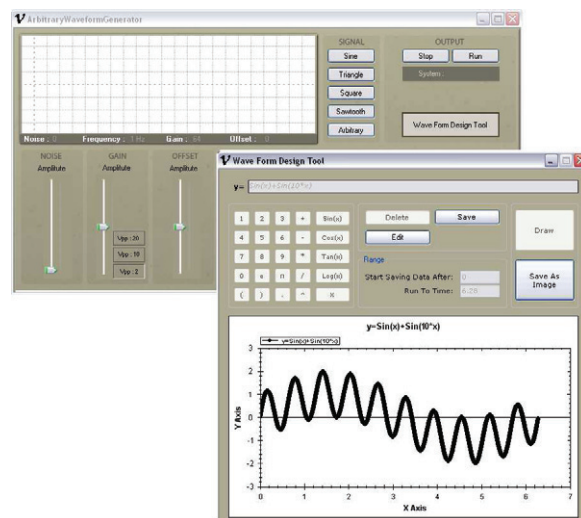 ArbitraryWaveformGenerator
SIGNAL
Sine
Triangle
Square
Sawtooth
Arbitrary
OUTPUT
Stop Run
System :
Wave Form Design Tool
Noise : 0 Frequency : 1 Hz Gain : 64 Offset : 0
NOISE
Amplitute
GAIN
Amplitute
Vpp : 20
Vpp : 10
Vpp : 2
OFFSET
Amplitute
Wave Form Design Tool
y= Sin(x)+Sin(10*x)
1 2 3 + Sin(x)
4 5 6 - Cos(x)
7 8 9 * Tan(x)
0 π / Log(x)
( ) . ^ X
Delete Save
Edit
Range
Start Saving Data After: 0
Run To Time: 6.28
Draw
Save As
Image
y=Sin(x)+Sin(10*x)
y=Sin(x)+Sin(10*x)
Y Axis
3
2
1
0
-1
-2
-3
0 1 2 3 4 5 6 7
X Axis